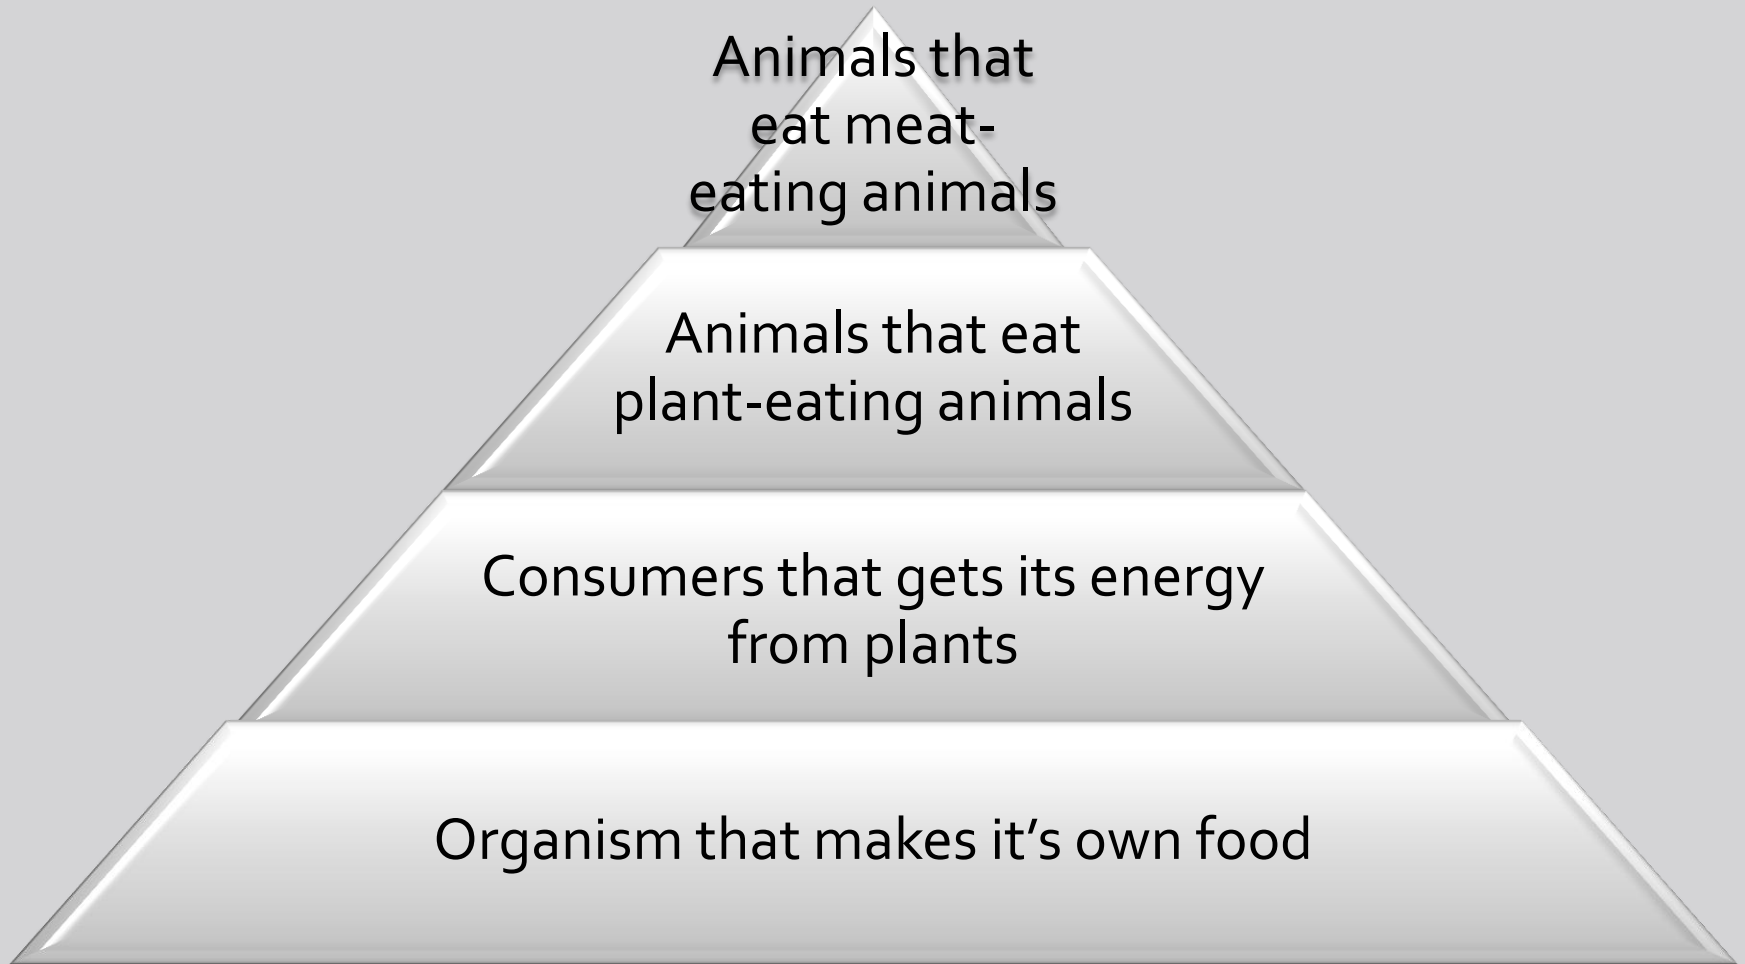 Animals that
eat meat-
eating animals
Animals that eat
plant-eating animals
Consumers that gets its energy
from plants
Organism that makes it’s own food